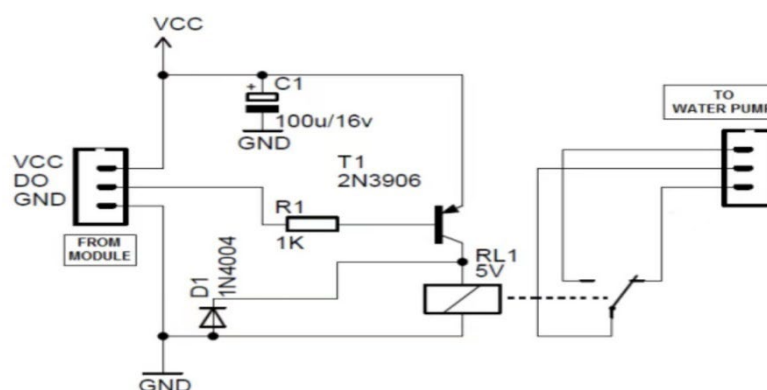 VCC
C1
+
100u/16v
GND
TO
WATER PUMP
VCC
DO
GND
T1
2N3906
R1
1K
FROM
MODULE
D1
1N4004
RL1
5V
GND